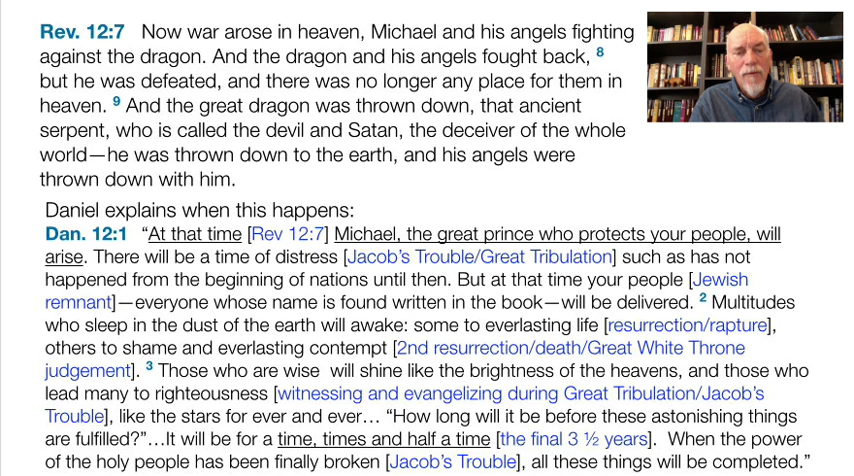 Rev. 12:7 Now war arose in heaven, Michael and his angels fighting
against the dragon. And the dragon and his angels fought back, 8
but he was defeated, and there was no longer any place for them in
heaven. 9 And the great dragon was thrown down, that ancient
serpent, who is called the devil and Satan, the deceiver of the whole
world—he was thrown down to the earth, and his angels were
thrown down with him.
Daniel explains when this happens:
Dan. 12:1 “At that time [Rev 12:7] Michael, the great prince who protects your people, will
arise. There will be a time of distress [Jacob’s Trouble/Great Tribulation] such as has not
happened from the beginning of nations until then. But at that time your people [Jewish
remnant]—everyone whose name is found written in the book—will be delivered. 2 Multitudes
who sleep in the dust of the earth will awake: some to everlasting life [resurrection/rapture],
others to shame and everlasting contempt [2nd resurrection/death/Great White Throne
judgement]. 3 Those who are wise will shine like the brightness of the heavens, and those who
lead many to righteousness [witnessing and evangelizing during Great Tribulation/Jacob’s
Trouble], like the stars for ever and ever… “How long will it be before these astonishing things
are fulfilled?”…It will be for a time, times and half a time [the final 3 ½ years]. When the power
of the holy people has been finally broken [Jacob’s Trouble], all these things will be completed.”